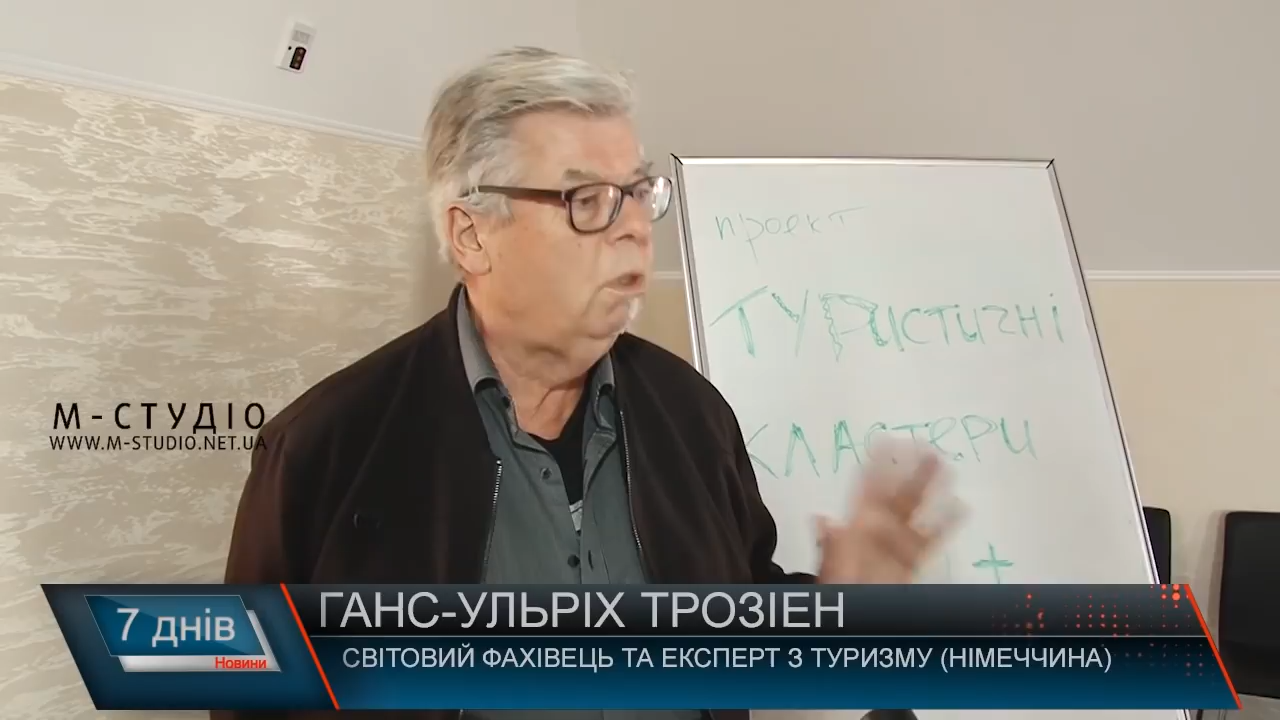 проект
ТУРИСТИЧНІ
КЛАСТЕРИ
+
М-СТУДІО
WWW.M-STUDIO.NET.UA
7 днів
Новини
ГАНС-УЛЬРІХ ТРОЗІЕН
СВІТОВИЙ ФАХІВЕЦЬ ТА ЕКСПЕРТ З ТУРИЗМУ (НІМЕЧЧИНА)